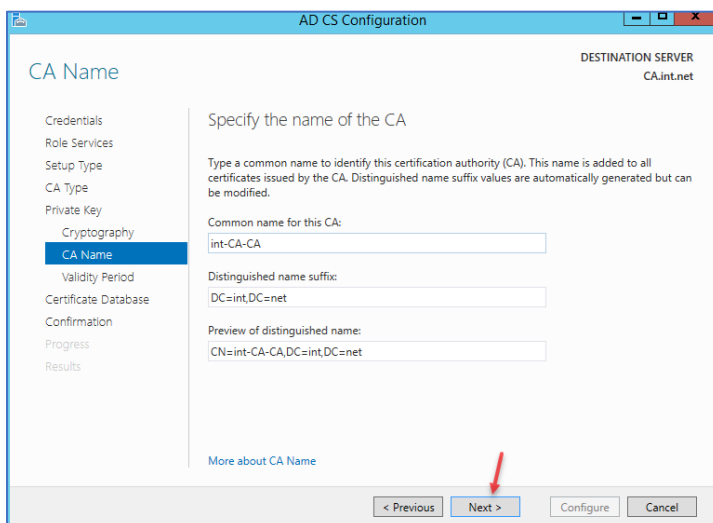 AD CS Configuration
CA Name
DESTINATION SERVER
CA.int.net
Credentials
Role Services
Setup Type
CA Type
Private Key
Cryptography
CA Name
Validity Period
Certificate Database
Confirmation
Progress
Results
Specify the name of the CA
Type a common name to identify this certification authority (CA). This name is added to all
certificates issued by the CA. Distinguished name suffix values are automatically generated but can
be modified.
Common name for this CA:
int-CA-CA
Distinguished name suffix:
DC=int,DC=net
Preview of distinguished name:
CN=int-CA-CA,DC=int,DC=net
More about CA Name
< Previous
Next >
Configure
Cancel